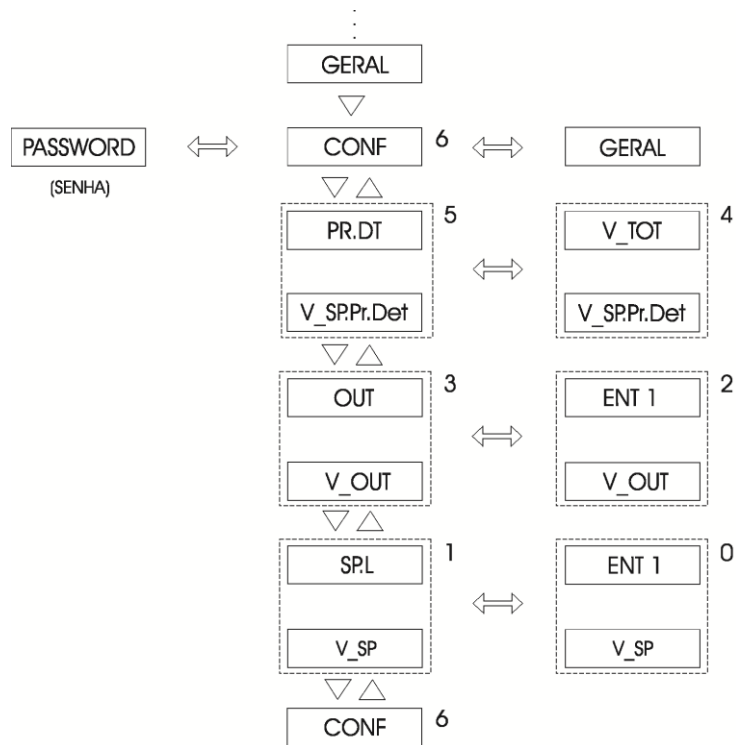 GERAL
PASSWORD
(SENHA)
CONF
6
GERAL
PR.DT
V_SP.Pr.Det
5
V_TOT
V_SP.Pr.Det
4
OUT
V_OUT
3
ENT 1
V_OUT
2
SP.L
V_SP
1
ENT 1
V_SP
0
CONF
6